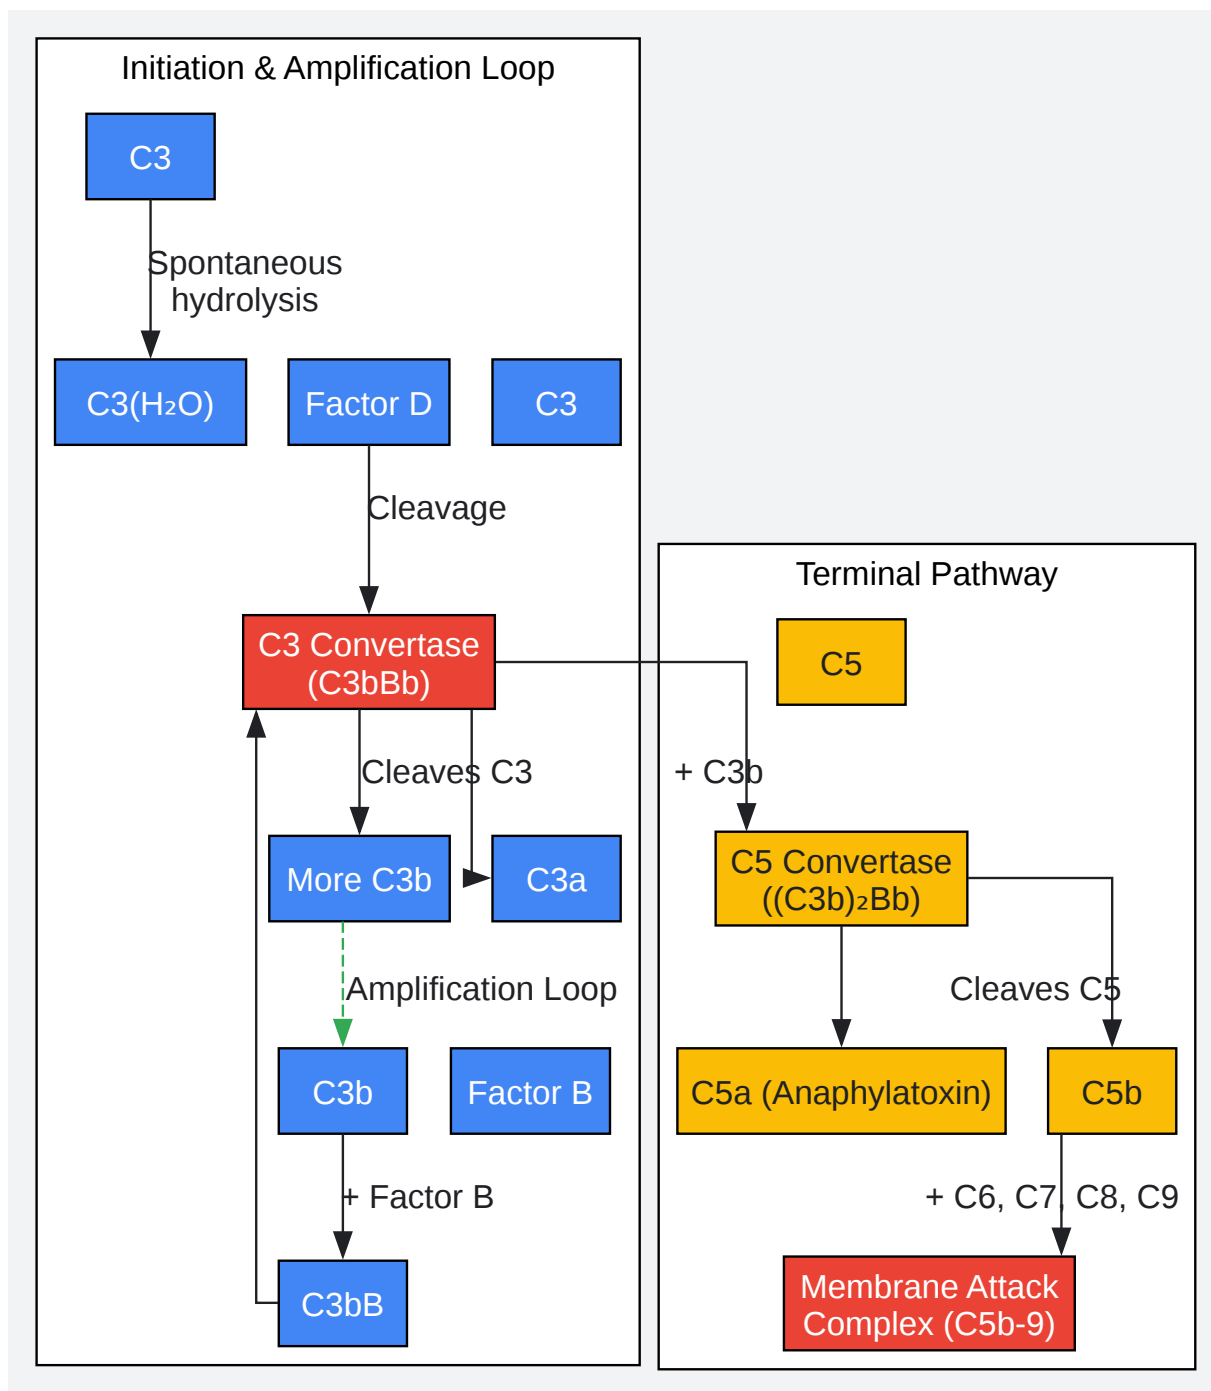 Initiation & Amplification Loop
C3
Spontaneous
hydrolysis
C3(H₂O)
Factor D
C3
Cleavage
C3 Convertase
(C3bBb)
Cleaves C3
More C3b
C3a
Amplification Loop
C3b
Factor B
+ Factor B
C3bB
Terminal Pathway
C5
+ C3b
C5 Convertase
((C3b)₂Bb)
Cleaves C5
C5a (Anaphylatoxin)
C5b
+ C6, C7, C8, C9
Membrane Attack
Complex (C5b-9)